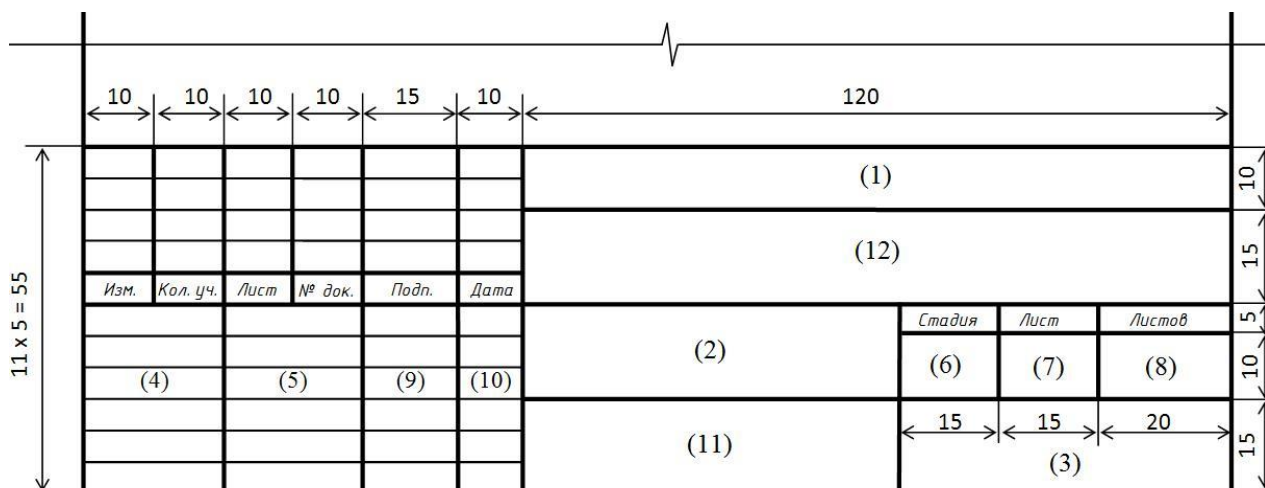 10 10 10 10 15 10 120
(1) 10
(12) 15
11 x 5 = 55
Изм. Кол. уч. Лист № док. Подп. Дата
Стадия Лист Листов 5
(2) (6) (7) (8) 10
(4) (5) (9) (10)
15 15 20
(11) (3) 15